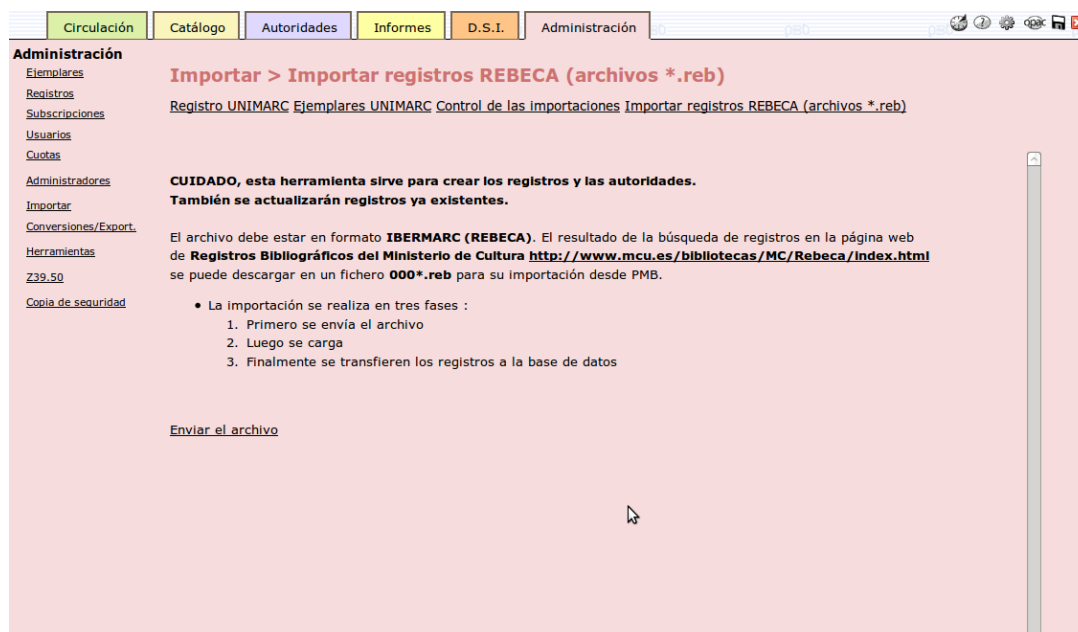 Circulación Catálogo Autoridades Informes D.S.I. Administración
opac
Administración
Ejemplares
Registros
Subscripciones
Usuarios
Cuotas
Administradores
Importar
Conversiones/Export.
Herramientas
Z39.50
Copia de seguridad
Importar > Importar registros REBECA (archivos *.reb)
Registro UNIMARC Ejemplares UNIMARC Control de las importaciones Importar registros REBECA (archivos *.reb)
CUIDADO, esta herramienta sirve para crear los registros y las autoridades.
También se actualizarán registros ya existentes.
El archivo debe estar en formato IBERMARC (REBECA). El resultado de la búsqueda de registros en la página web
de Registros Bibliográficos del Ministerio de Cultura http://www.mcu.es/bibliotecas/MC/Rebeca/index.html
se puede descargar en un fichero 000*.reb para su importación desde PMB.
• La importación se realiza en tres fases :
1. Primero se envía el archivo
2. Luego se carga
3. Finalmente se transfieren los registros a la base de datos
Enviar el archivo